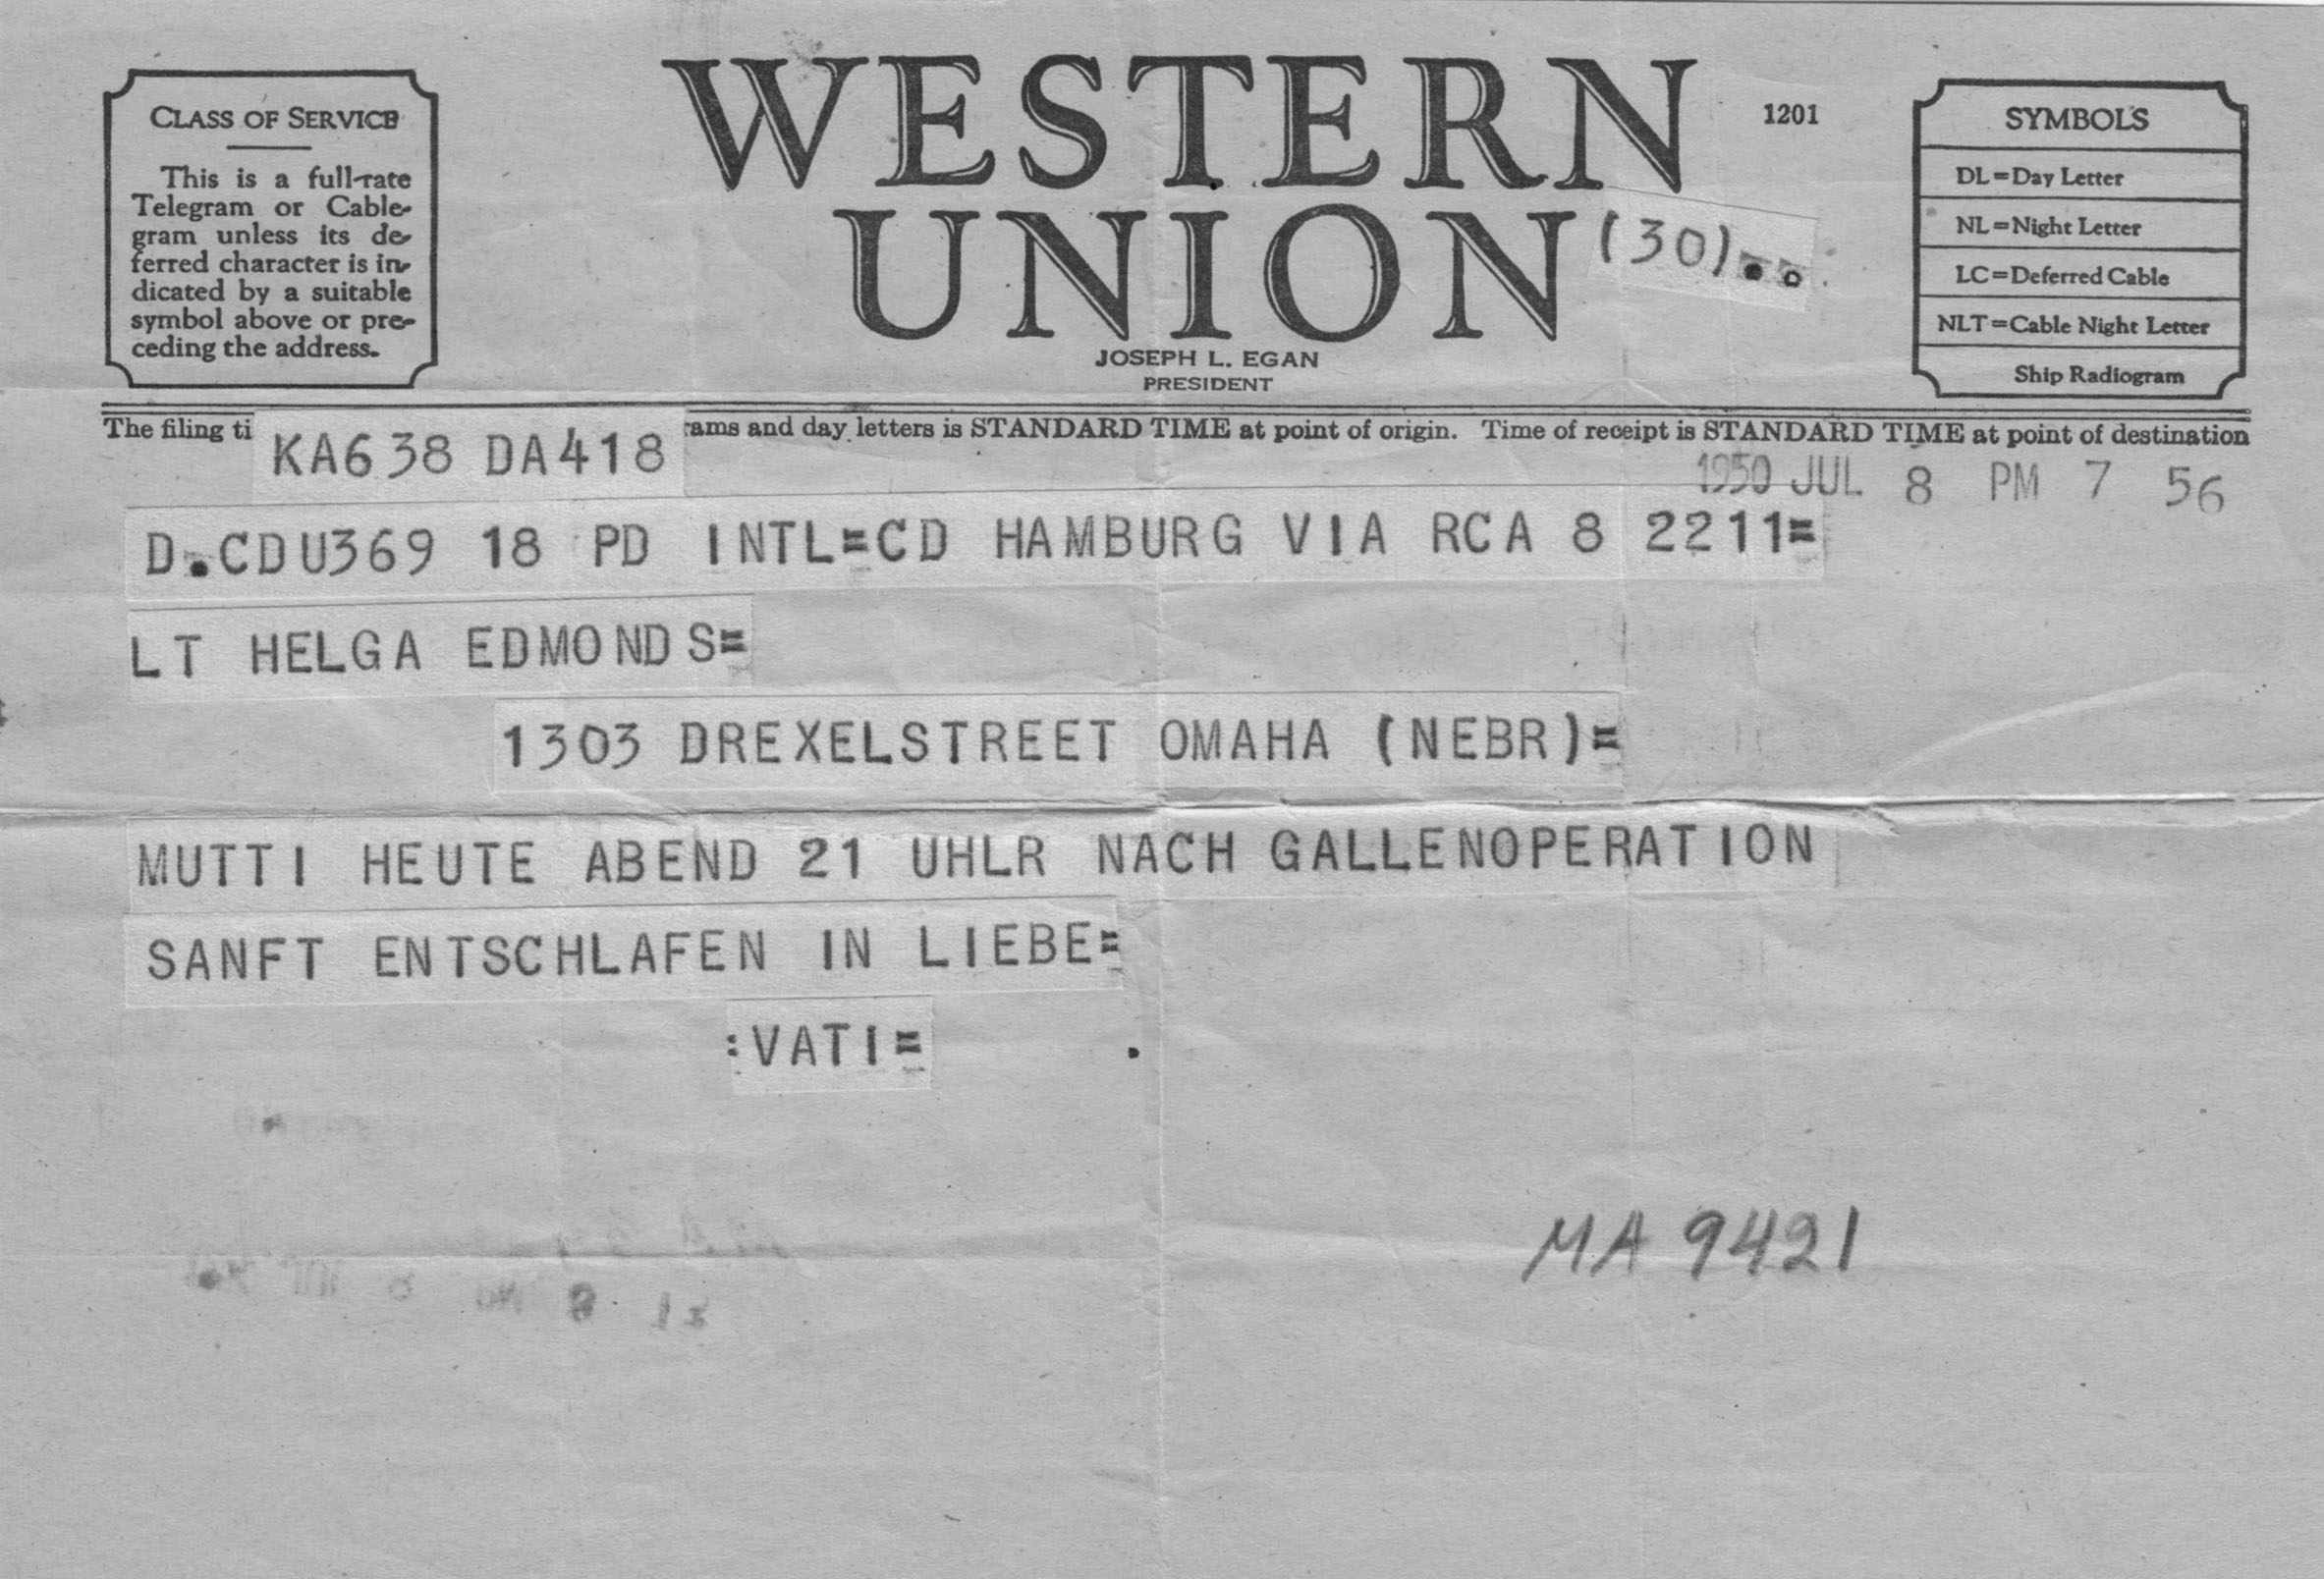 CLASS OF SERVICE
This is a full-rate
Telegram or Cable-
gram unless its de-
ferred character is in-
dicated by a suitable
symbol above or pre-
ceding the address.
WESTERN
UNION
1201
(30)..
JOSEPH L. EGAN
PRESIDENT
SYMBOLS
DL=Day Letter
NL=Night Letter
LC=Deferred Cable
NLT=Cable Night Letter
Ship Radiogram
The filing ti rams and day letters is STANDARD TIME at point of origin. Time of receipt is STANDARD TIME at point of destination
KA638 DA418
1950 JUL 8 PM 7 56
D.CDU369 18 PD INTL=CD HAMBURG VIA RCA 8 2211=
LT HELGA EDMONDS=
1303 DREXELSTREET OMAHA (NEBR)=
MUTTI HEUTE ABEND 21 UHLR NACH GALLENOPERATION
SANFT ENTSCHLAFEN IN LIEBE=
:VATI=
MA 9421